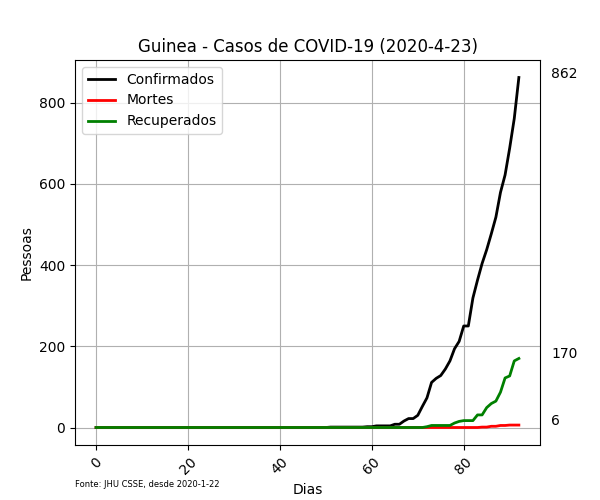 Guinea - Casos de COVID-19 (2020-4-23)
Confirmados
Mortes
Recuperados
862
170
6
800
600
400
200
0
Pessoas
0
20
40
60
80
Dias
Fonte: JHU CSSE, desde 2020-1-22